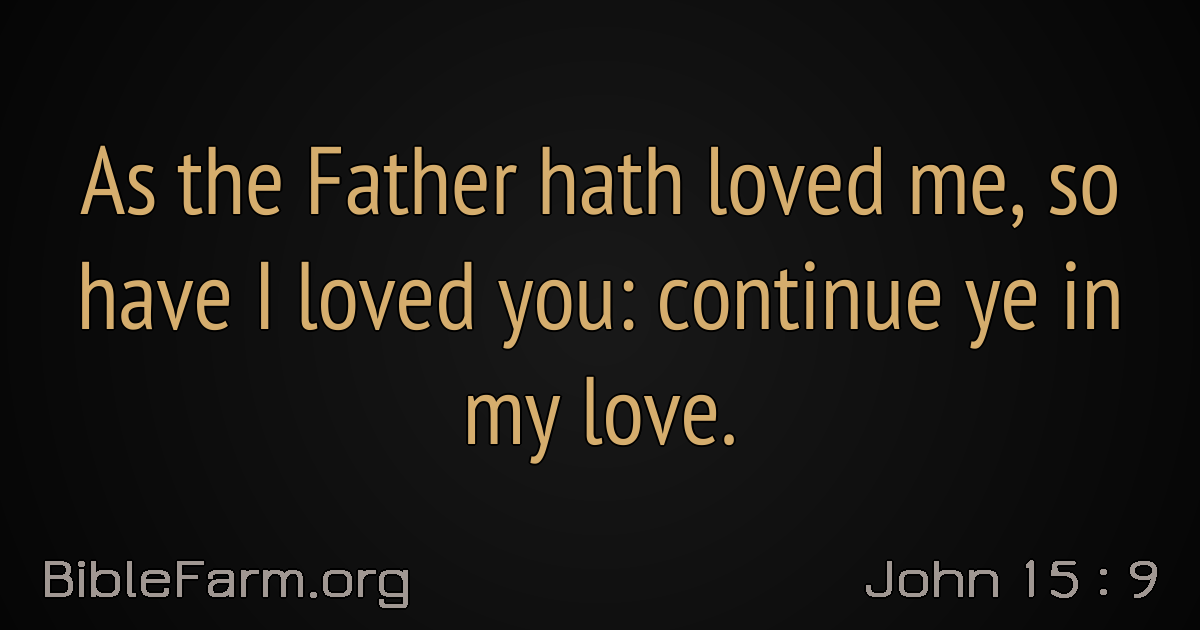 As the Father hath loved me, so
have I loved you: continue ye in
my love.
BibleFarm.org
John 15 : 9